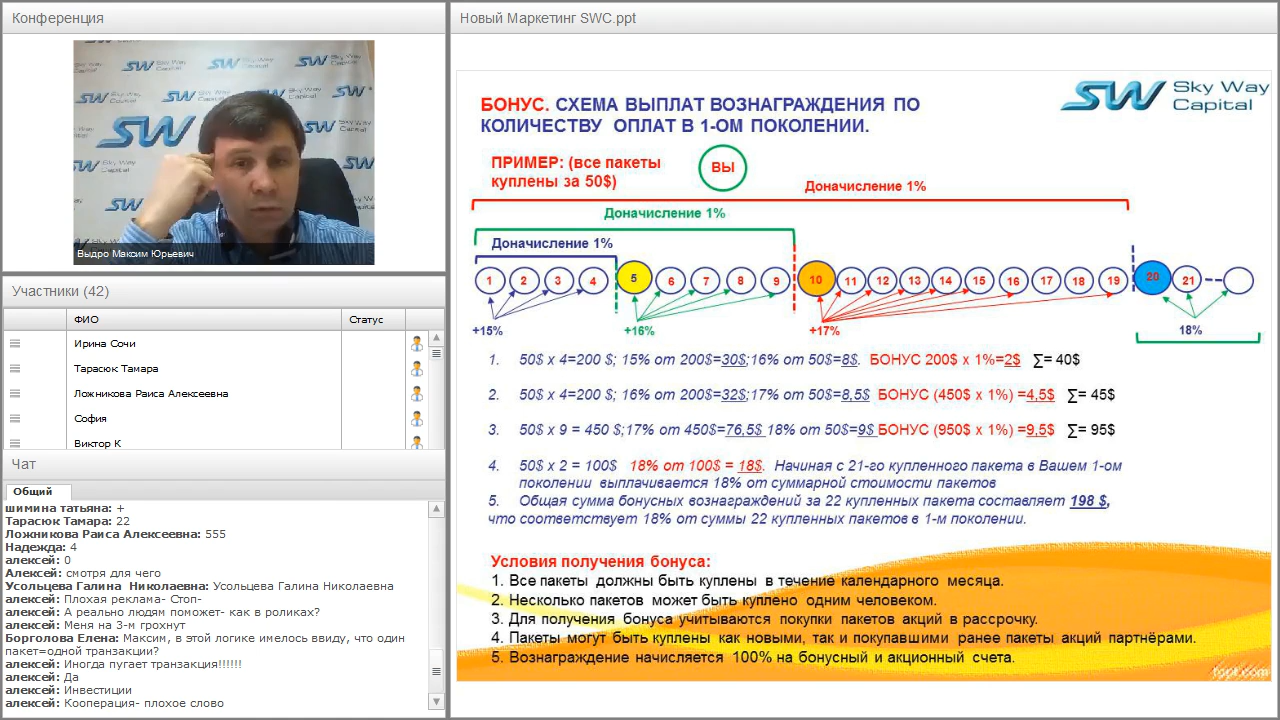 Конференция
SW
Sky Way
Capital
Выдро Максим Юрьевич
Участники (42)
ФИО
Статус
Ирина Сочи
Тарасюк Тамара
Ложникова Раиса Алексеевна
София
Виктор К
Чат
Общий
шимина татьяна: +
Тарасюк Тамара: 22
Ложникова Раиса Алексеевна: 555
Надежда: 4
алексей: 0
Алексей: смотря для чего
Усольцева Галина Николаевна: Усольцева Галина Николаевна
алексей: Плохая реклама- Стоп-
алексей: А реально людям поможет- как в роликах?
алексей: Меня на 3-м грохнут
Борголова Елена: Максим, в этой логике имелось ввиду, что один
пакет=одной транзакции?
алексей: Иногда пугает транзакция!!!!!!
алексей: Да
алексей: Инвестиции
алексей: Кооперация- плохое слово
Новый Маркетинг SWC.ppt
SW Sky Way
Capital
БОНУС. СХЕМА ВЫПЛАТ ВОЗНАГРАЖДЕНИЯ ПО
КОЛИЧЕСТВУ ОПЛАТ В 1-ОМ ПОКОЛЕНИИ.
ПРИМЕР: (все пакеты
куплены за 50$)
ВЫ
Доначисление 1%
Доначисление 1%
Доначисление 1%
1 2 3 4 5 6 7 8 9 10 11 12 13 14 15 16 17 18 19 20 21
+15% +16% +17% 18%
1. 50$ х 4=200 $; 15% от 200$=30$;16% от 50$=8$. БОНУС 200$ х 1%=2$ ∑= 40$
2. 50$ х 4=200 $; 16% от 200$=32$;17% от 50$=8,5$ БОНУС (450$ х 1%) =4,5$ ∑= 45$
3. 50$ х 9 = 450 $;17% от 450$=76,5$ 18% от 50$=9$ БОНУС (950$ х 1%) =9,5$ ∑= 95$
4. 50$ х 2 = 100$ 18% от 100$ = 18$. Начиная с 21-го купленного пакета в Вашем 1-ом
поколении выплачивается 18% от суммарной стоимости пакетов
5. Общая сумма бонусных вознаграждений за 22 купленных пакета составляет 198 $,
что соответствует 18% от суммы 22 купленных пакетов в 1-м поколении.
Условия получения бонуса:
1. Все пакеты должны быть куплены в течение календарного месяца.
2. Несколько пакетов может быть куплено одним человеком.
3. Для получения бонуса учитываются покупки пакетов акций в рассрочку.
4. Пакеты могут быть куплены как новыми, так и покупавшими ранее пакеты акций партнёрами.
5. Вознаграждение начисляется 100% на бонусный и акционный счета.
fppt.com